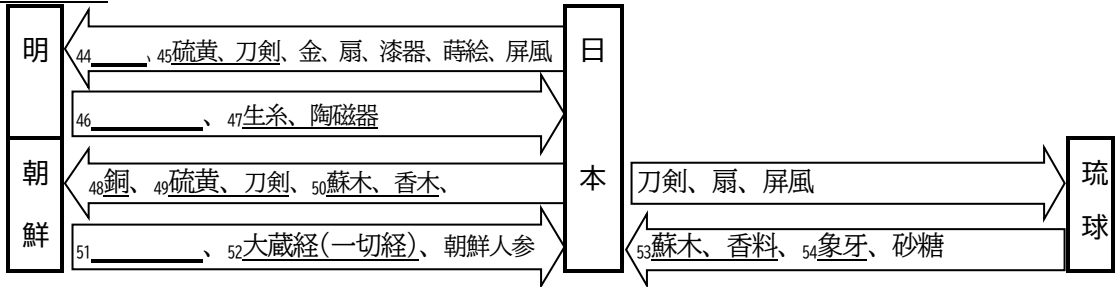 明
日本
44______、45硫黄、刀剣、金、扇、漆器、蒔絵、屏風
46________、47生糸、陶磁器
朝鮮
48銅、49硫黄、刀剣、50蘇木、香木、
51________、52大蔵経(一切経)、朝鮮人参
刀剣、扇、屏風
琉球
53蘇木、香料、54象牙、砂糖